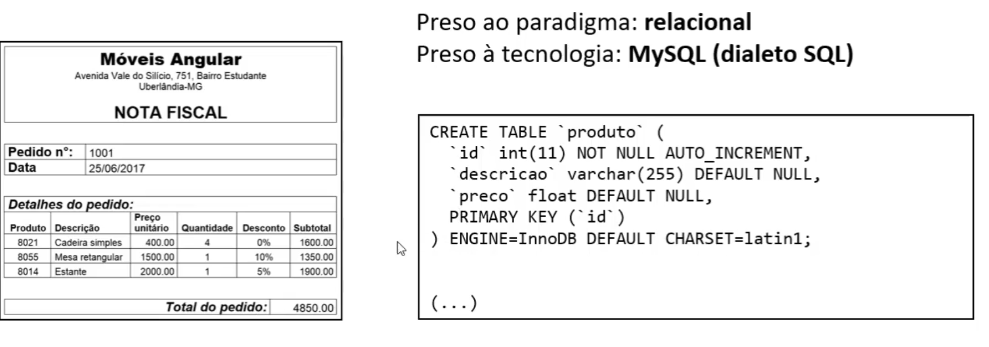 Preso ao paradigma: relacional
Preso à tecnologia: MySQL (dialeto SQL)
Móveis Angular
Avenida Vale do Silício, 751, Bairro Estudante
Uberlândia-MG
NOTA FISCAL
Pedido n°: 1001
Data 25/06/2017
Detalhes do pedido:
Produto Descrição Preço unitário Quantidade Desconto Subtotal
8021 Cadeira simples 400.00 4 0% 1600.00
8055 Mesa retangular 1500.00 1 10% 1350.00
8014 Estante 2000.00 1 5% 1900.00
Total do pedido: 4850.00
CREATE TABLE `produto` (
  `id` int(11) NOT NULL AUTO_INCREMENT,
  `descricao` varchar(255) DEFAULT NULL,
  `preco` float DEFAULT NULL,
  PRIMARY KEY (`id`)
) ENGINE=InnoDB DEFAULT CHARSET=latin1;
(...)